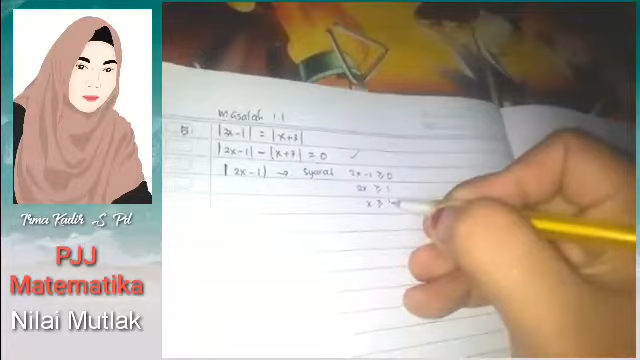 Irma Kadir .S Pd
PJJ
Matematika
Nilai Mutlak
masalah 1.1
|2x-1| = |x+3|
|2x-1| - |x+3| = 0 ✓
|2x-1| → syarat 2x-1 ≥ 0
2x ≥ 1
x ≥